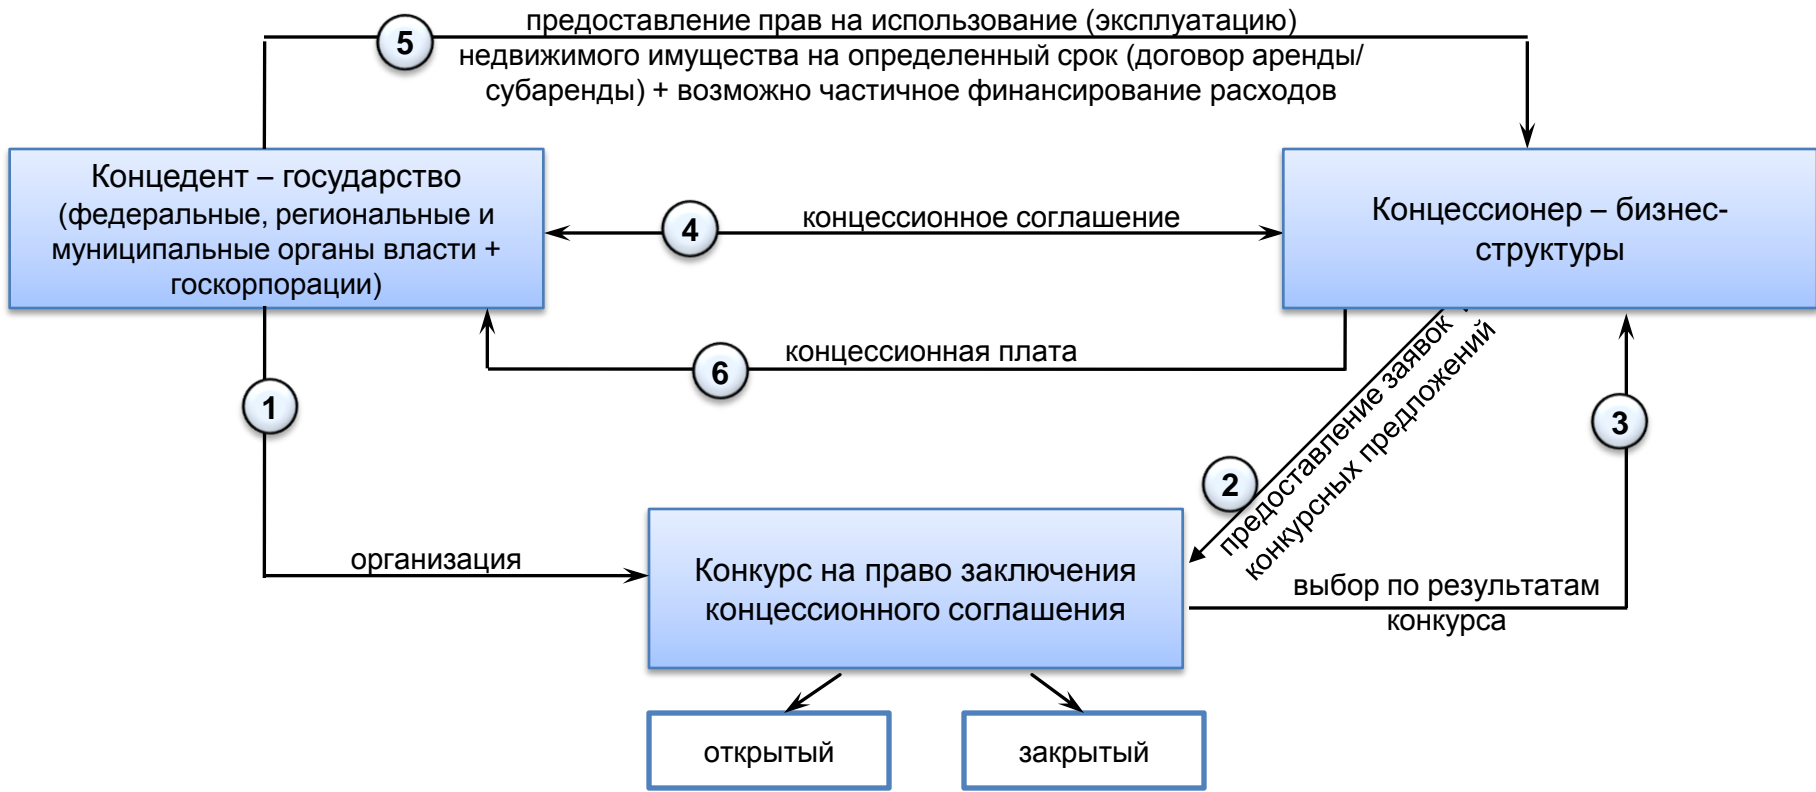 предоставление прав на использование (эксплуатацию)
5
недвижимого имущества на определенный срок (договор аренды/
субаренды) + возможно частичное финансирование расходов
Концедент – государство
(федеральные, региональные и
муниципальные органы власти +
госкорпорации)
4
концессионное соглашение
Концессионер – бизнес-
структуры
концессионная плата
6
1
2
предоставление заявок
конкурсных предложений
3
организация
Конкурс на право заключения
концессионного соглашения
выбор по результатам
конкурса
открытый
закрытый